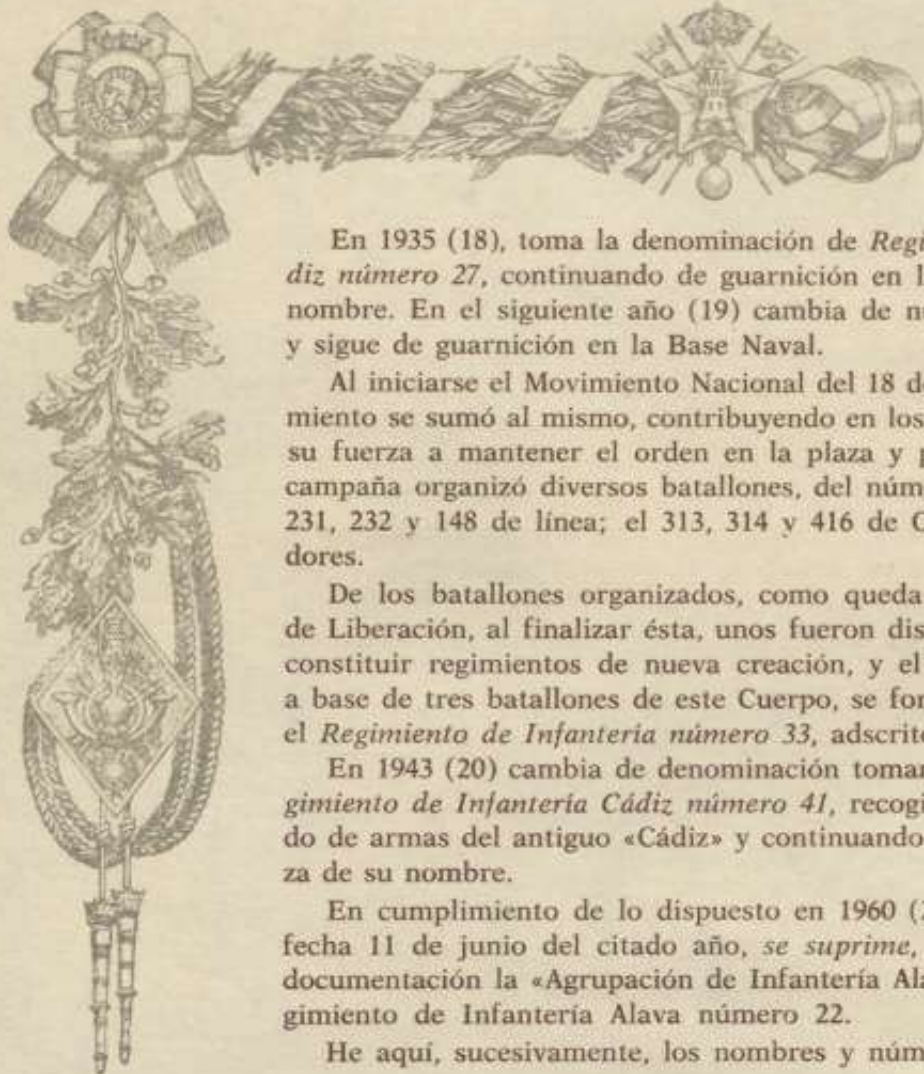 En 1935 (18), toma la denominación de Regi
diz número 27, continuando de guarnición en l
nombre. En el siguiente año (19) cambia de n
y sigue de guarnición en la Base Naval.
Al iniciarse el Movimiento Nacional del 18 d
miento se sumó al mismo, contribuyendo en los
su fuerza a mantener el orden en la plaza y p
campaña organizó diversos batallones, del núm
231, 232 y 148 de línea; el 313, 314 y 416 de C
dores.
De los batallones organizados, como queda
de Liberación, al finalizar ésta, unos fueron dis
constituir regimientos de nueva creación, y el
a base de tres batallones de este Cuerpo, se for
el Regimiento de Infantería número 33, adscrit
En 1943 (20) cambia de denominación toma
gimiento de Infantería Cádiz número 41, recogi
do de armas del antiguo «Cádiz» y continuando
za de su nombre.
En cumplimiento de lo dispuesto en 1960 (
fecha 11 de junio del citado año, se suprime,
documentación la «Agrupación de Infantería Ala
gimiento de Infantería Alava número 22.
He aquí, sucesivamente, los nombres y núm